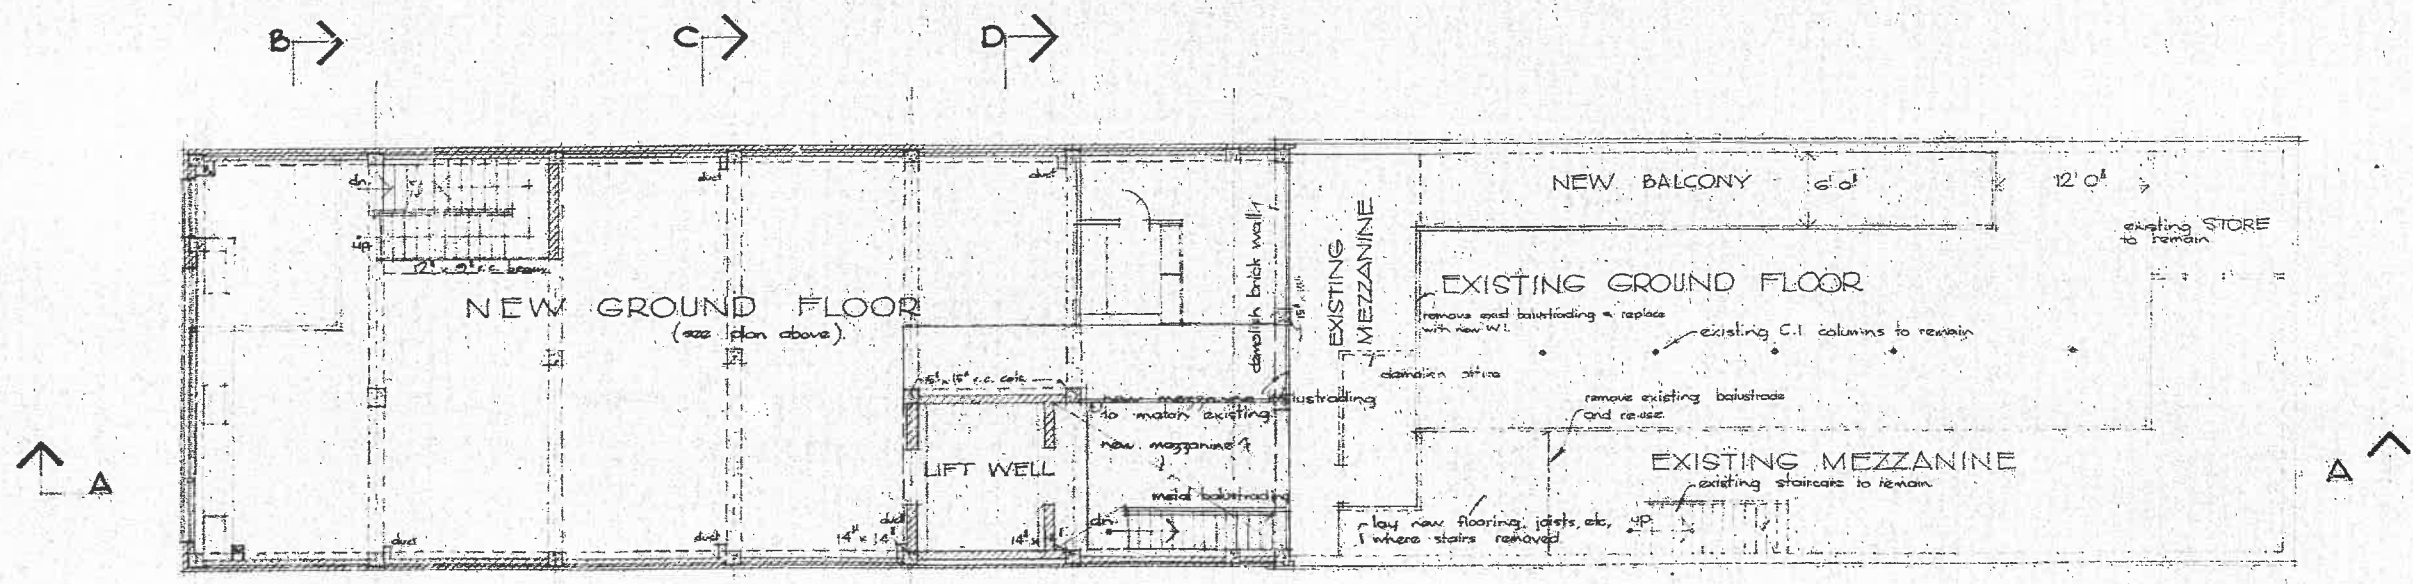 B
C
D
dn.
duct
duct
NEW BALCONY
6'0"
12'0"
up
existing STORE
to remain
12" x 9" r.c. beam
demolish brick wall
EXISTING
MEZZANINE
NEW GROUND FLOOR
(see plan above)
EXISTING GROUND FLOOR
remove exist balustrading & replace
with new W.I.
existing C.I. columns to remain
15" x 15" r.c. cols.
new mezzanine balustrading
to match existing
remove existing balustrade
and re-use
new mezzanine
LIFT WELL
EXISTING MEZZANINE
existing staircase to remain
metal balustrading
A
A
duct
duct
14" x 14"
duct
14" x
dn.
lay new flooring, joists, etc,
where stairs removed
up